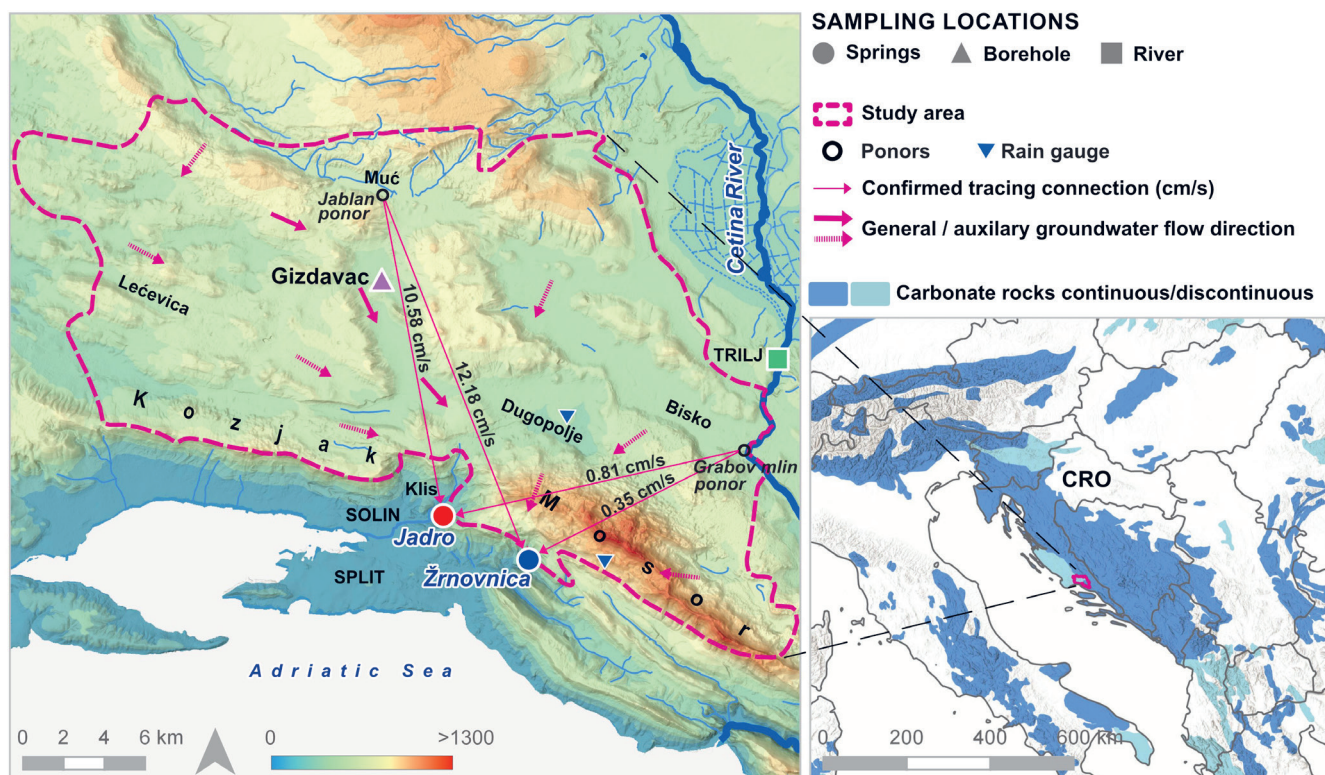 Muć
Jablan
ponor
Cetina River
Gizdavac
Lećevica
10.58 cm/s
12.18 cm/s
TRILJ
Kozjak
Dugopolje
Bisko
Grabov mlin
ponor
0.81 cm/s
0.35 cm/s
Klis
SOLIN
Jadro
Mosor
SPLIT
Žrnovnica
Adriatic Sea
0 2 4 6 km
0 >1300
SAMPLING LOCATIONS
Springs Borehole River
Study area
Ponors Rain gauge
Confirmed tracing connection (cm/s)
General / auxilary groundwater flow direction
Carbonate rocks continuous/discontinuous
CRO
0 200 400 600 km